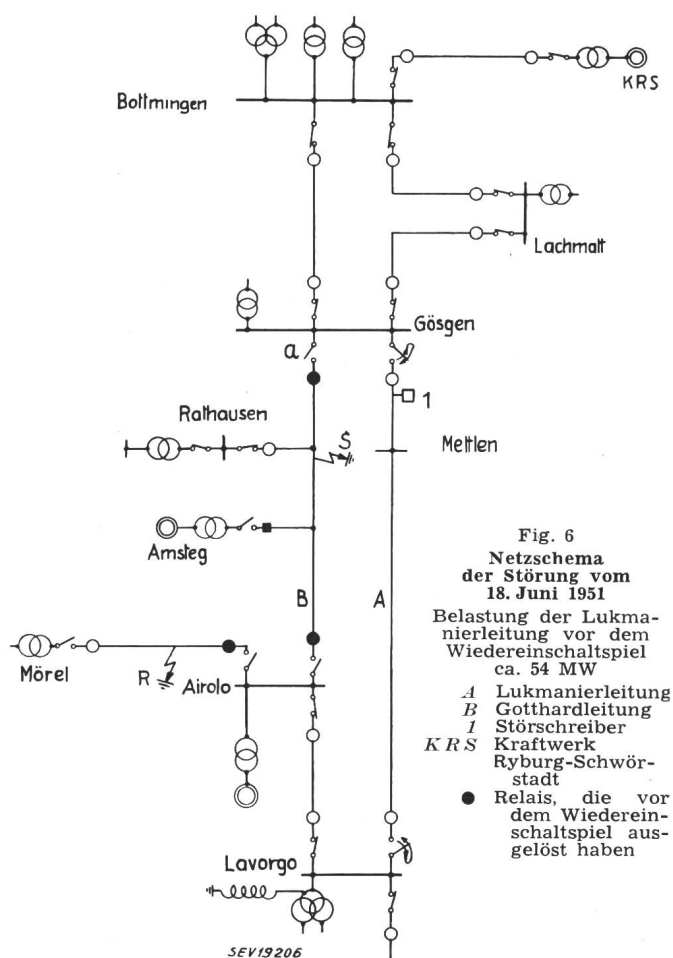 KRS
Bottmingen
Lachmatt
Gösgen
a
1
Rathausen
S
Mettlen
Amsteg
B
A
Mörel
R
Airolo
Lavorgo
SEV19206
Fig. 6
Netzschema
der Störung vom
18. Juni 1951
Belastung der Lukma-
nierleitung vor dem
Wiedereinschaltspiel
ca. 54 MW
A Lukmanierleitung
B Gotthardleitung
1 Störschreiber
KRS Kraftwerk
Ryburg-Schwör-
stadt
● Relais, die vor
dem Wiederein-
schaltspiel aus-
gelöst haben